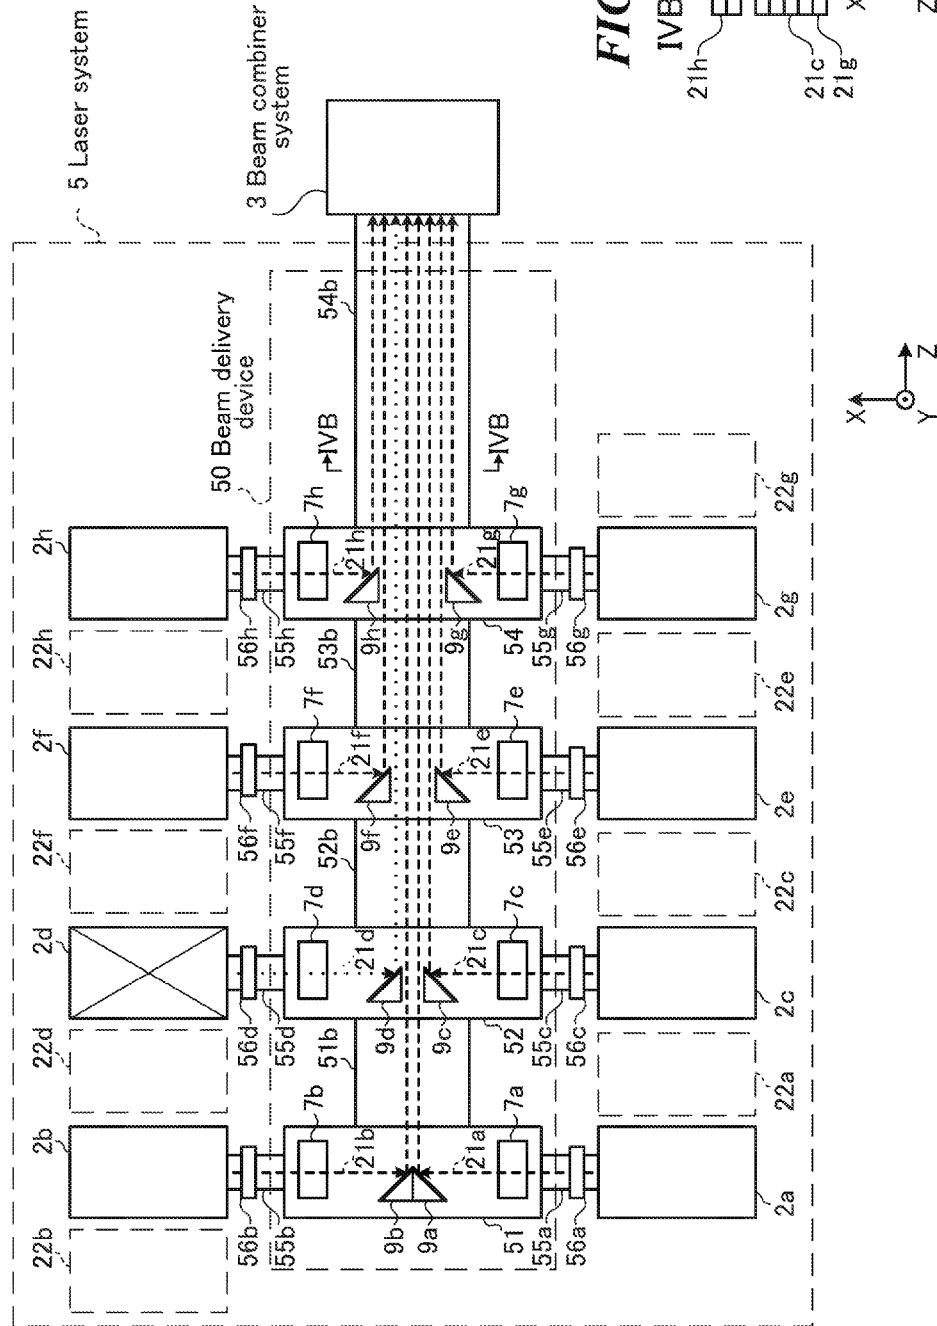 5 Laser system
3 Beam combiner
system
50 Beam delivery
device
54b
IVB
IVB
2h
22h
2f
22f
2d
22d
2b
22b
56h
55h
56f
55f
56d
55d
56b
55b
7h
21h
9h
53b
7f
21f
9f
52b
7d
21d
9d
51b
7b
21b
9b
7g
21g
9g
54
7e
21e
9e
53
7c
21c
9c
52
7a
21a
9a
51
55g
56g
55e
56e
55c
56c
55a
56a
22g
2g
22e
2e
22c
2c
22a
2a
X
Y
Z
FIG
IVB
21h
21c
21g
X
Z